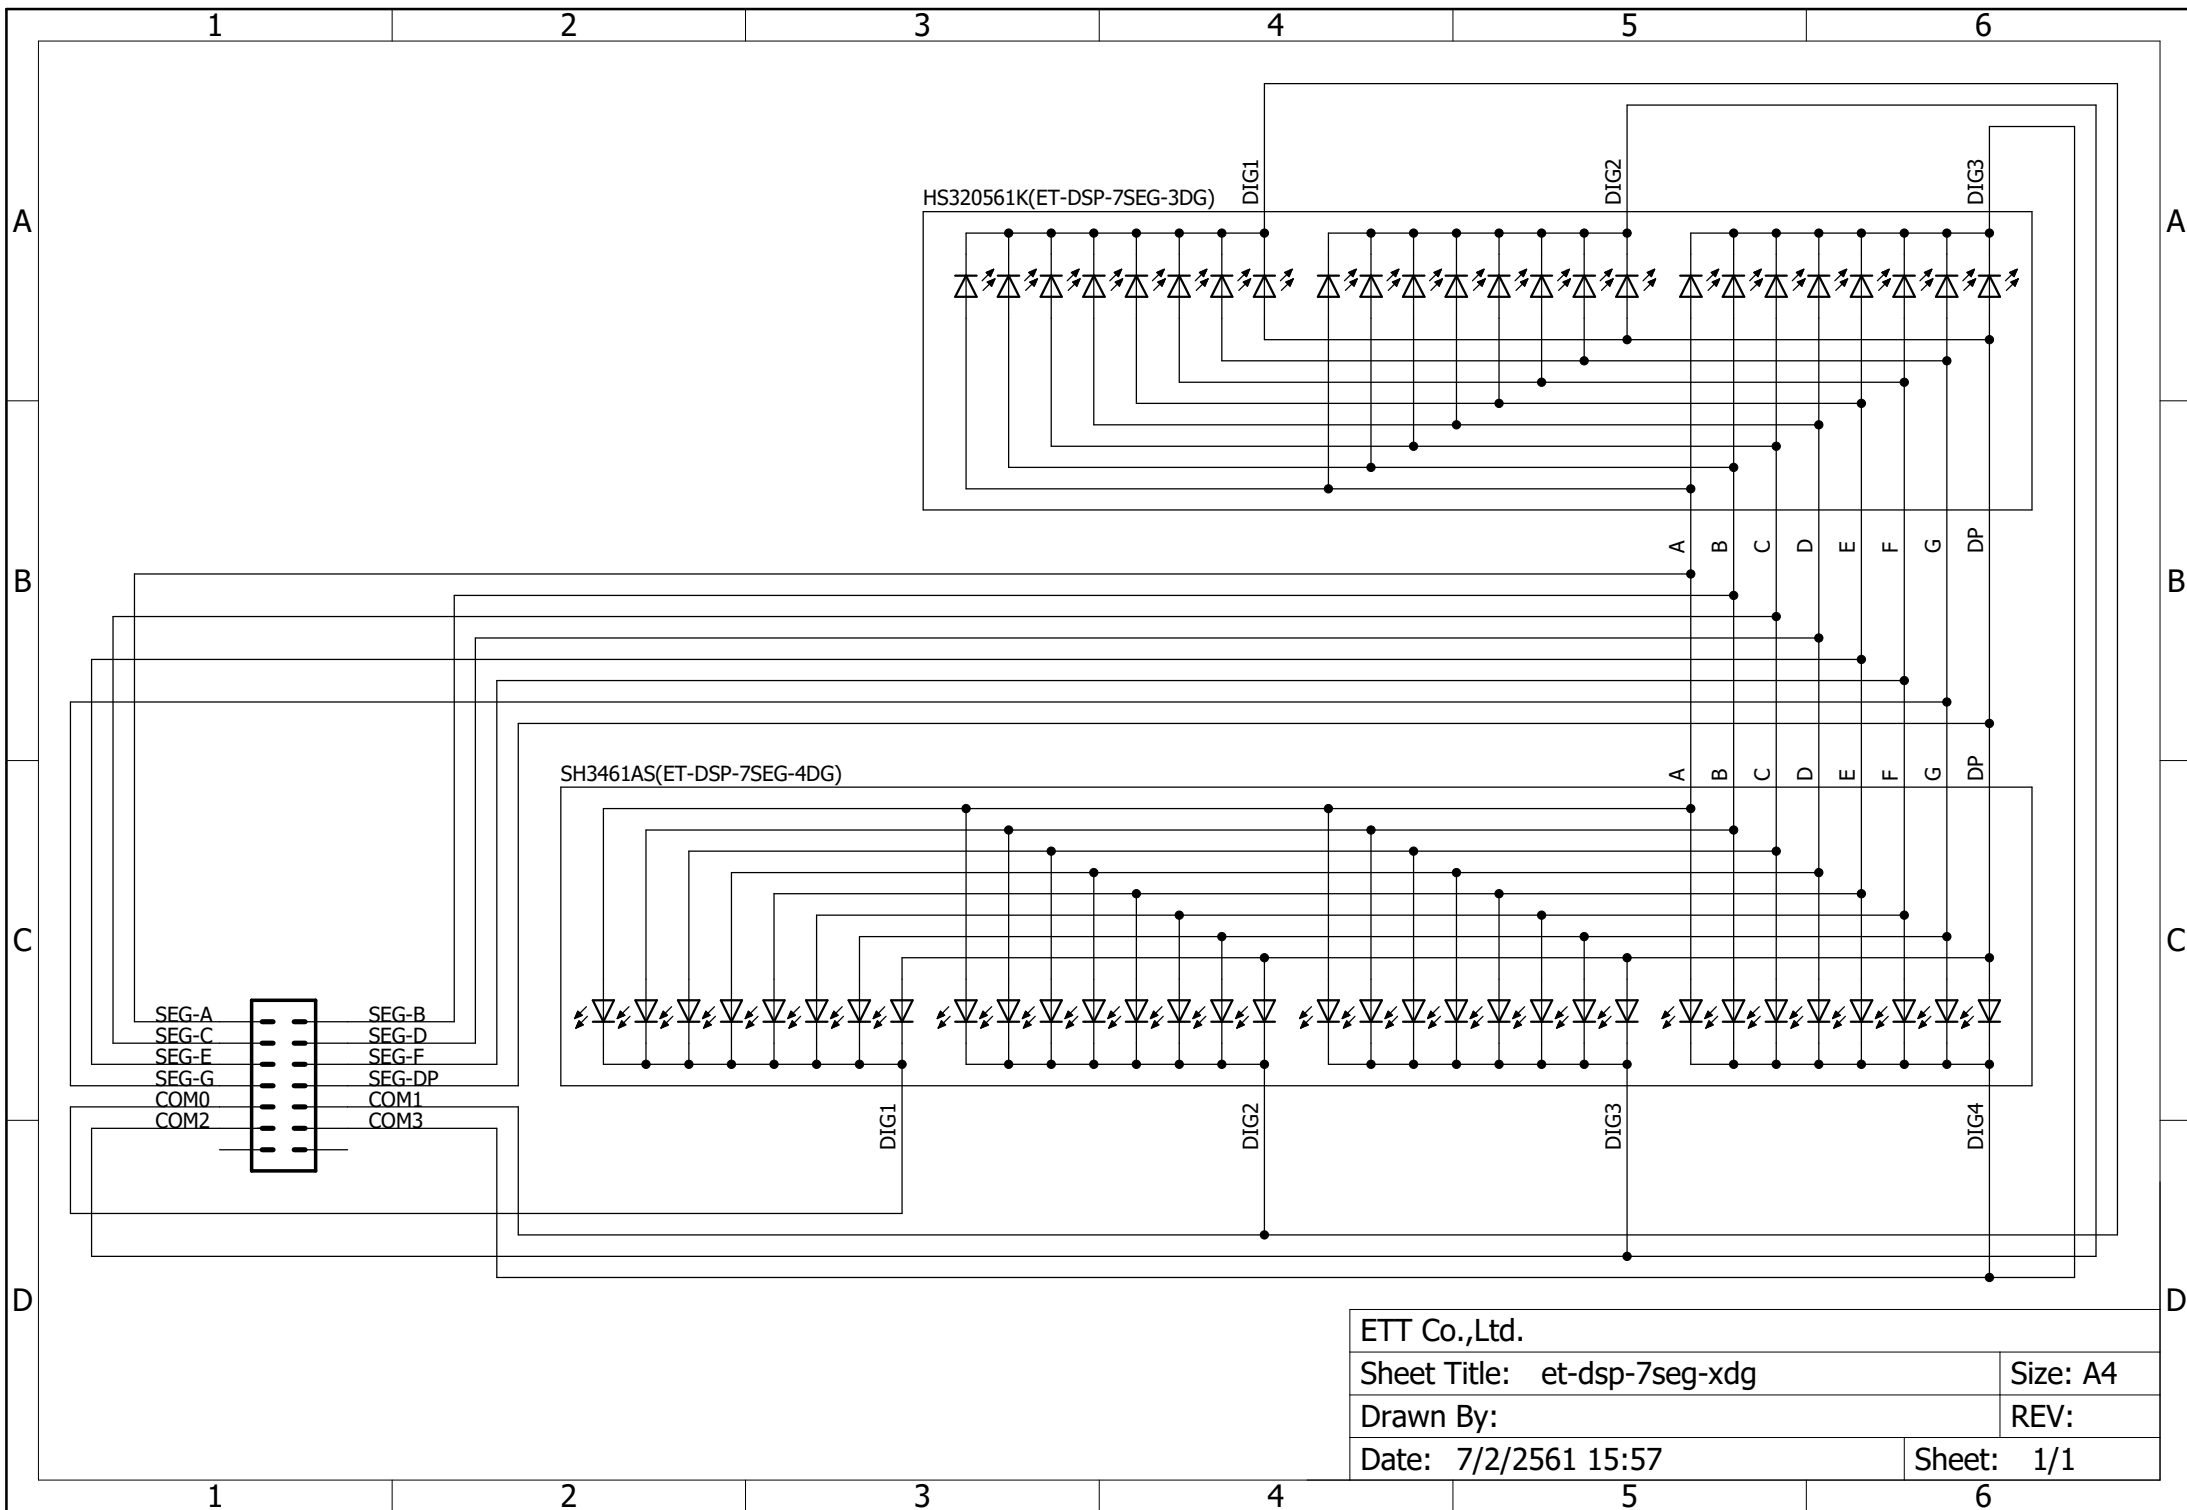 1 2 3 4 5 6
DIG1 DIG2 DIG3
HS320561K(ET-DSP-7SEG-3DG)
A A
A B C D E F G DP
B B
SH3461AS(ET-DSP-7SEG-4DG) A B C D E F G DP
C C
SEG-A SEG-B
SEG-C SEG-D
SEG-E SEG-F
SEG-G SEG-DP
COM0 COM1
COM2 COM3
DIG1 DIG2 DIG3 DIG4
D D
ETT Co.,Ltd.
Sheet Title: et-dsp-7seg-xdg Size: A4
Drawn By: REV:
Date: 7/2/2561 15:57 Sheet: 1/1
1 2 3 4 5 6